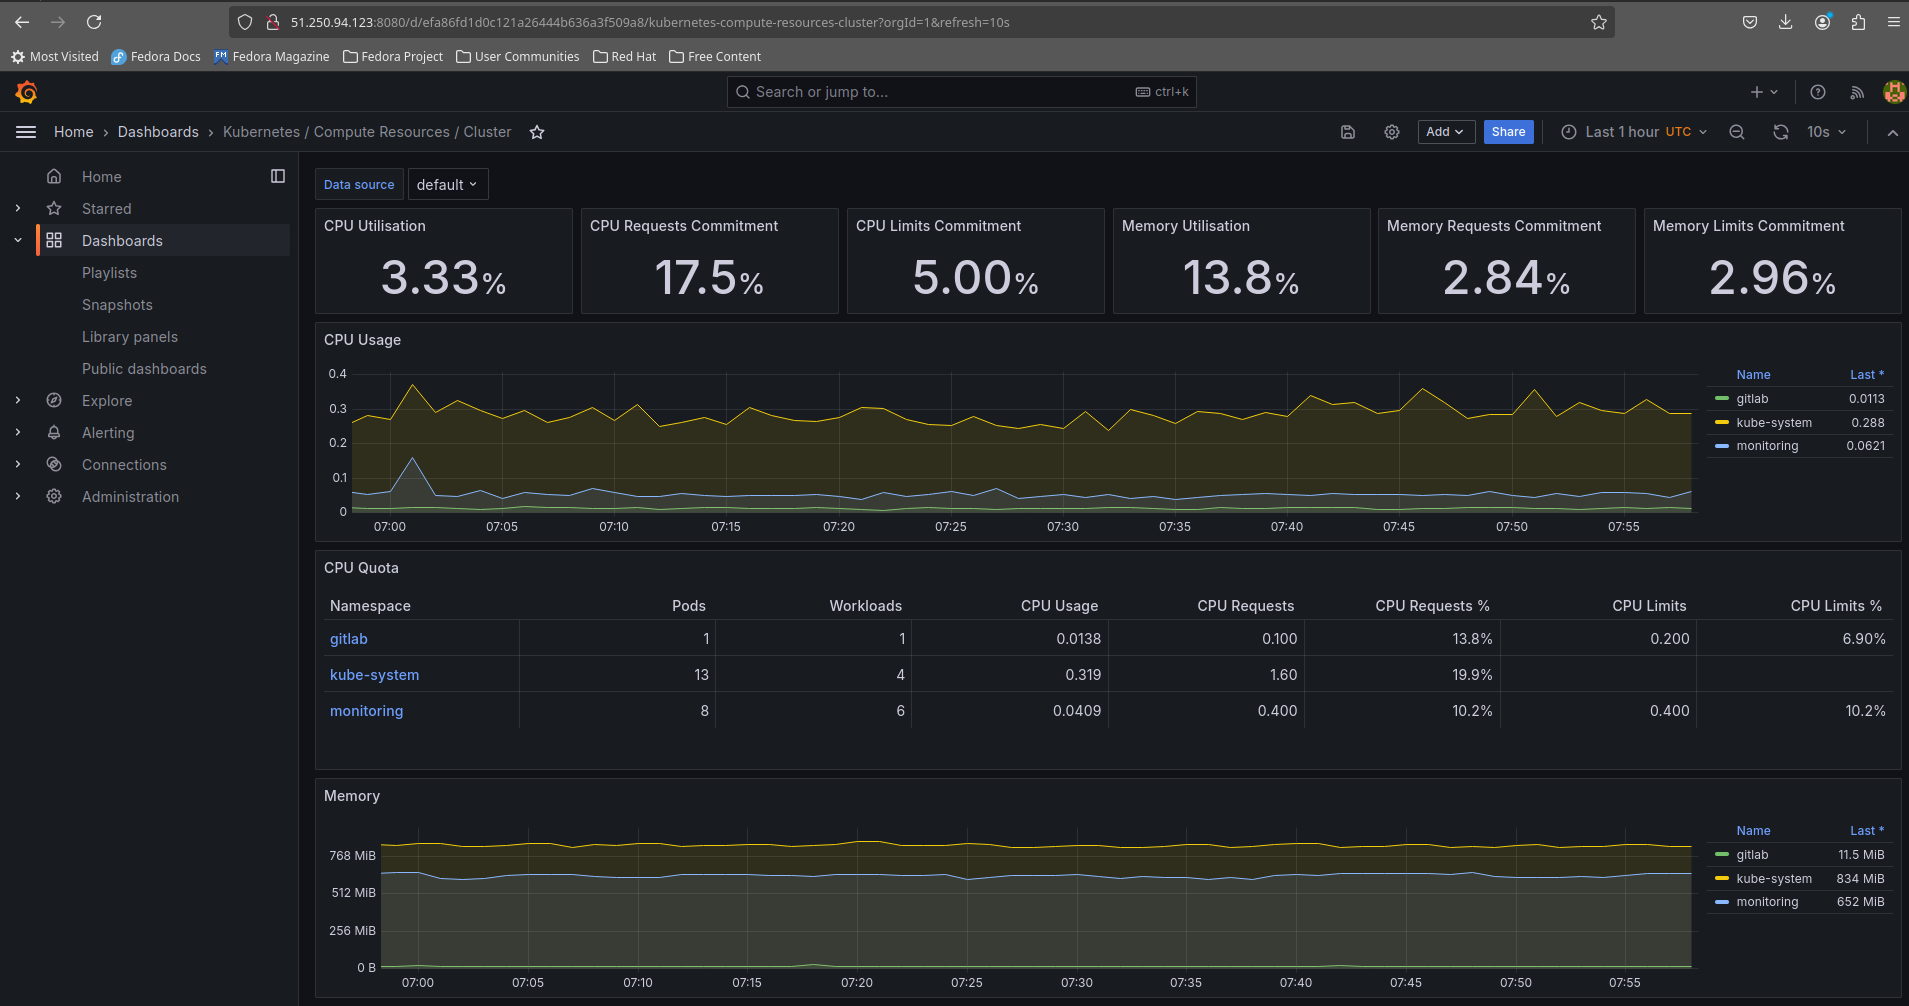 51.250.94.123:8080/d/efa86fd1d0c121a26444b636a3f509a8/kubernetes-compute-resources-cluster?orgId=1&refresh=10s
Most Visited Fedora Docs Fedora Magazine Fedora Project User Communities Red Hat Free Content
Search or jump to... ctrl+k
Home › Dashboards › Kubernetes / Compute Resources / Cluster Add Share Last 1 hour UTC 10s
Home
Starred
Dashboards
Playlists
Snapshots
Library panels
Public dashboards
Explore
Alerting
Connections
Administration
Data source default
CPU Utilisation
3.33%
CPU Requests Commitment
17.5%
CPU Limits Commitment
5.00%
Memory Utilisation
13.8%
Memory Requests Commitment
2.84%
Memory Limits Commitment
2.96%
CPU Usage
0.4
0.3
0.2
0.1
0
07:00 07:05 07:10 07:15 07:20 07:25 07:30 07:35 07:40 07:45 07:50 07:55
Name Last *
gitlab 0.0113
kube-system 0.288
monitoring 0.0621
CPU Quota
Namespace Pods Workloads CPU Usage CPU Requests CPU Requests % CPU Limits CPU Limits %
gitlab 1 1 0.0138 0.100 13.8% 0.200 6.90%
kube-system 13 4 0.319 1.60 19.9%
monitoring 8 6 0.0409 0.400 10.2% 0.400 10.2%
Memory
768 MiB
512 MiB
256 MiB
0 B
07:00 07:05 07:10 07:15 07:20 07:25 07:30 07:35 07:40 07:45 07:50 07:55
Name Last *
gitlab 11.5 MiB
kube-system 834 MiB
monitoring 652 MiB